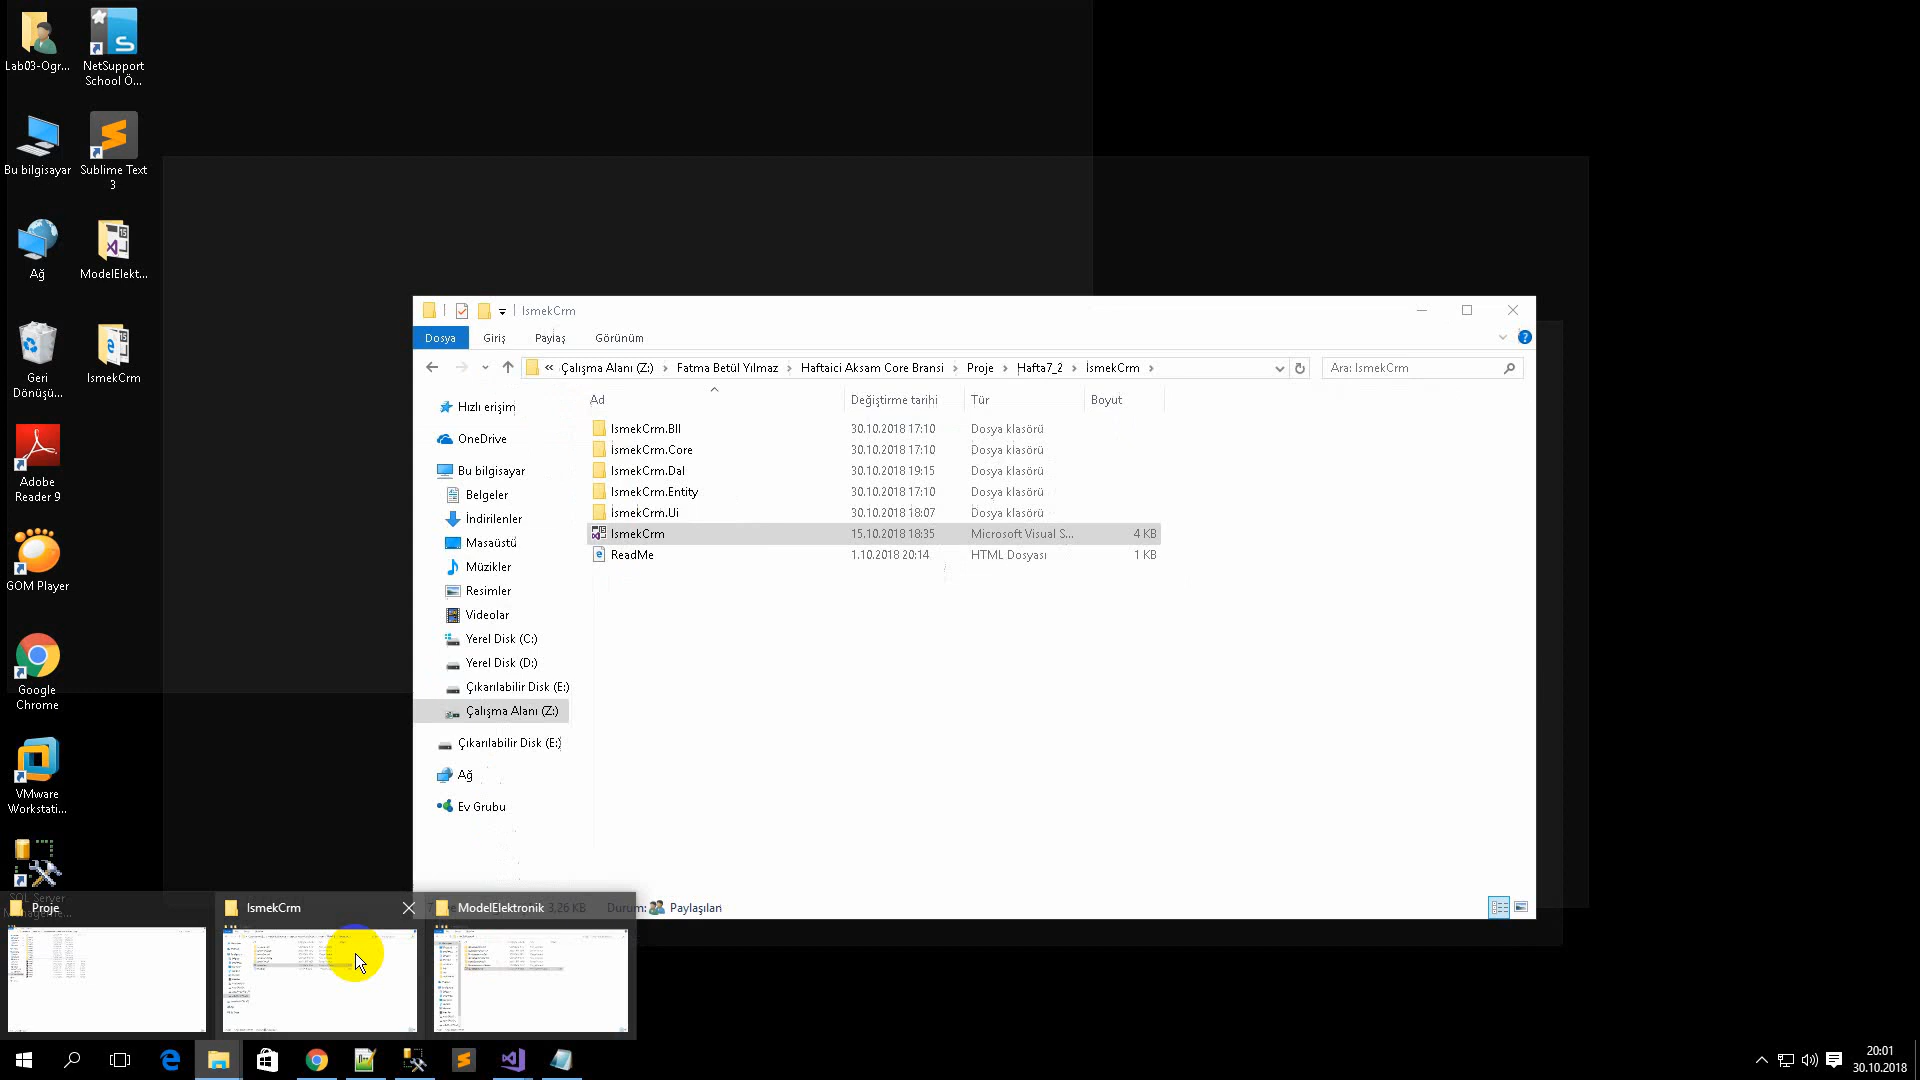 Lab03-Ogr...
NetSupport
School Ö...
Bu bilgisayar
Sublime Text
3
Ağ
ModelElekt...
Geri
Dönüşü...
IsmekCrm
Adobe
Reader 9
GOM Player
Google
Chrome
VMware
Workstati...
SQL Server
IsmekCrm
Dosya
Giriş
Paylaş
Görünüm
« Çalışma Alanı (Z:) › Fatma Betül Yılmaz › Haftaici Aksam Core Bransi › Proje › Hafta7_2 › İsmekCrm ›
Ara: IsmekCrm
Ad
Değiştirme tarihi
Tür
Boyut
Hızlı erişim
OneDrive
Bu bilgisayar
Belgeler
İndirilenler
Masaüstü
Müzikler
Resimler
Videolar
Yerel Disk (C:)
Yerel Disk (D:)
Çıkarılabilir Disk (E:)
Çalışma Alanı (Z:)
Çıkarılabilir Disk (E:)
Ağ
Ev Grubu
IsmekCrm.Bll 30.10.2018 17:10 Dosya klasörü
İsmekCrm.Core 30.10.2018 17:10 Dosya klasörü
IsmekCrm.Dal 30.10.2018 19:15 Dosya klasörü
IsmekCrm.Entity 30.10.2018 17:10 Dosya klasörü
İsmekCrm.Ui 30.10.2018 18:07 Dosya klasörü
IsmekCrm 15.10.2018 18:35 Microsoft Visual S... 4 KB
ReadMe 1.10.2018 20:14 HTML Dosyası 1 KB
3,26 KB Durum: Paylaşılan
Proje
IsmekCrm
ModelElektronik
20:01
30.10.2018